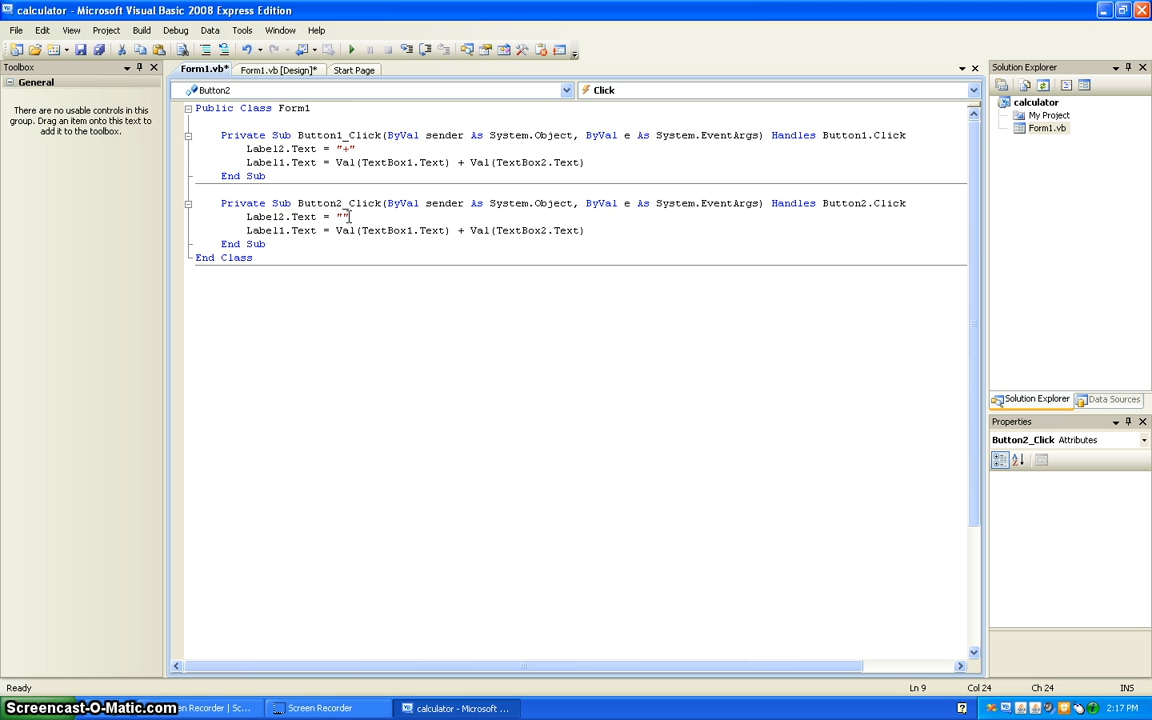 calculator - Microsoft Visual Basic 2008 Express Edition
File Edit View Project Build Debug Data Tools Window Help
Toolbox
General
There are no usable controls in this
group. Drag an item onto this text to
add it to the toolbox.
Form1.vb* Form1.vb [Design]* Start Page
Button2 Click
Public Class Form1
Private Sub Button1_Click(ByVal sender As System.Object, ByVal e As System.EventArgs) Handles Button1.Click
Label2.Text = "+"
Label1.Text = Val(TextBox1.Text) + Val(TextBox2.Text)
End Sub
Private Sub Button2_Click(ByVal sender As System.Object, ByVal e As System.EventArgs) Handles Button2.Click
Label2.Text = ""
Label1.Text = Val(TextBox1.Text) + Val(TextBox2.Text)
End Sub
End Class
Solution Explorer
calculator
My Project
Form1.vb
Solution Explorer Data Sources
Properties
Button2_Click Attributes
Ready Ln 9 Col 24 Ch 24 INS
Screencast-O-Matic.com en Recorder | Sc... Screen Recorder calculator - Microsoft ... 2:17 PM